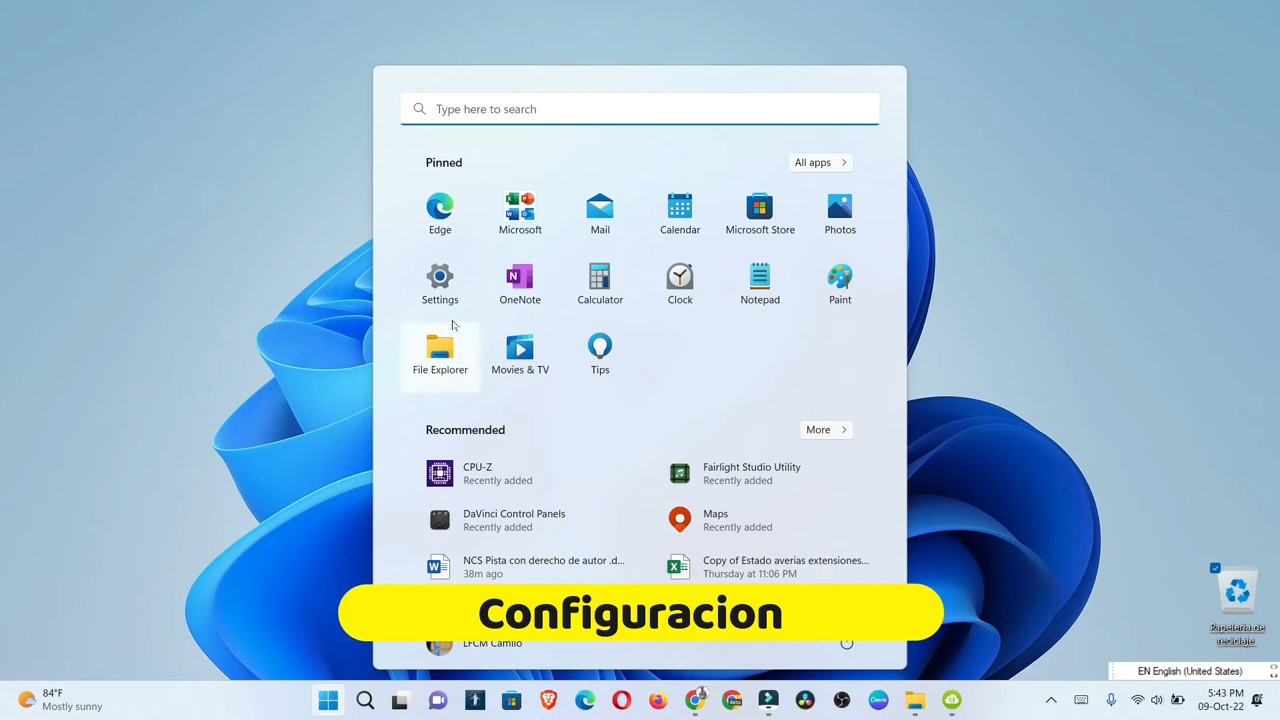 Type here to search
Pinned
All apps
Edge
Microsoft
Mail
Calendar
Microsoft Store
Photos
Settings
OneNote
Calculator
Clock
Notepad
Paint
File Explorer
Movies & TV
Tips
Recommended
More
CPU-Z
Recently added
Fairlight Studio Utility
Recently added
DaVinci Control Panels
Recently added
Maps
Recently added
NCS Pista con derecho de autor .d...
38m ago
Copy of Estado averias extensiones...
Thursday at 11:06 PM
Configuracion
LFCM Camilo
Papelería de
reciclaje
EN English (United States)
84°F
Mostly sunny
5:43 PM
09-Oct-22